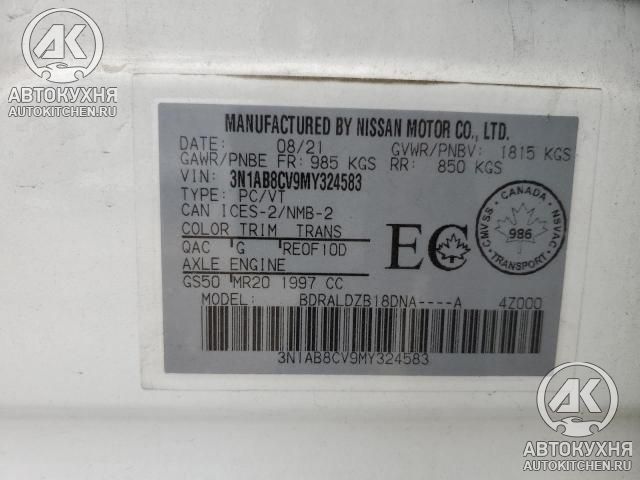 АВТОКУХНЯ
AUTOKITCHEN.RU
MANUFACTURED BY NISSAN MOTOR CO., LTD.
DATE: 08/21 GVWR/PNBV: 1815 KGS
GAWR/PNBE FR: 985 KGS RR: 850 KGS
VIN: 3N1AB8CV9MY324583
TYPE: PC/VT
CAN ICES-2/NMB-2
COLOR TRIM TRANS
QAC G RE0F10D
AXLE ENGINE
GS50 MR20 1997 CC
MODEL: BDRALDZB18DNA----A 4Z000
3N1AB8CV9MY324583
EC
CANADA
CMVSS
NSVAC
986
TRANSPORT
АВТОКУХНЯ
AUTOKITCHEN.RU